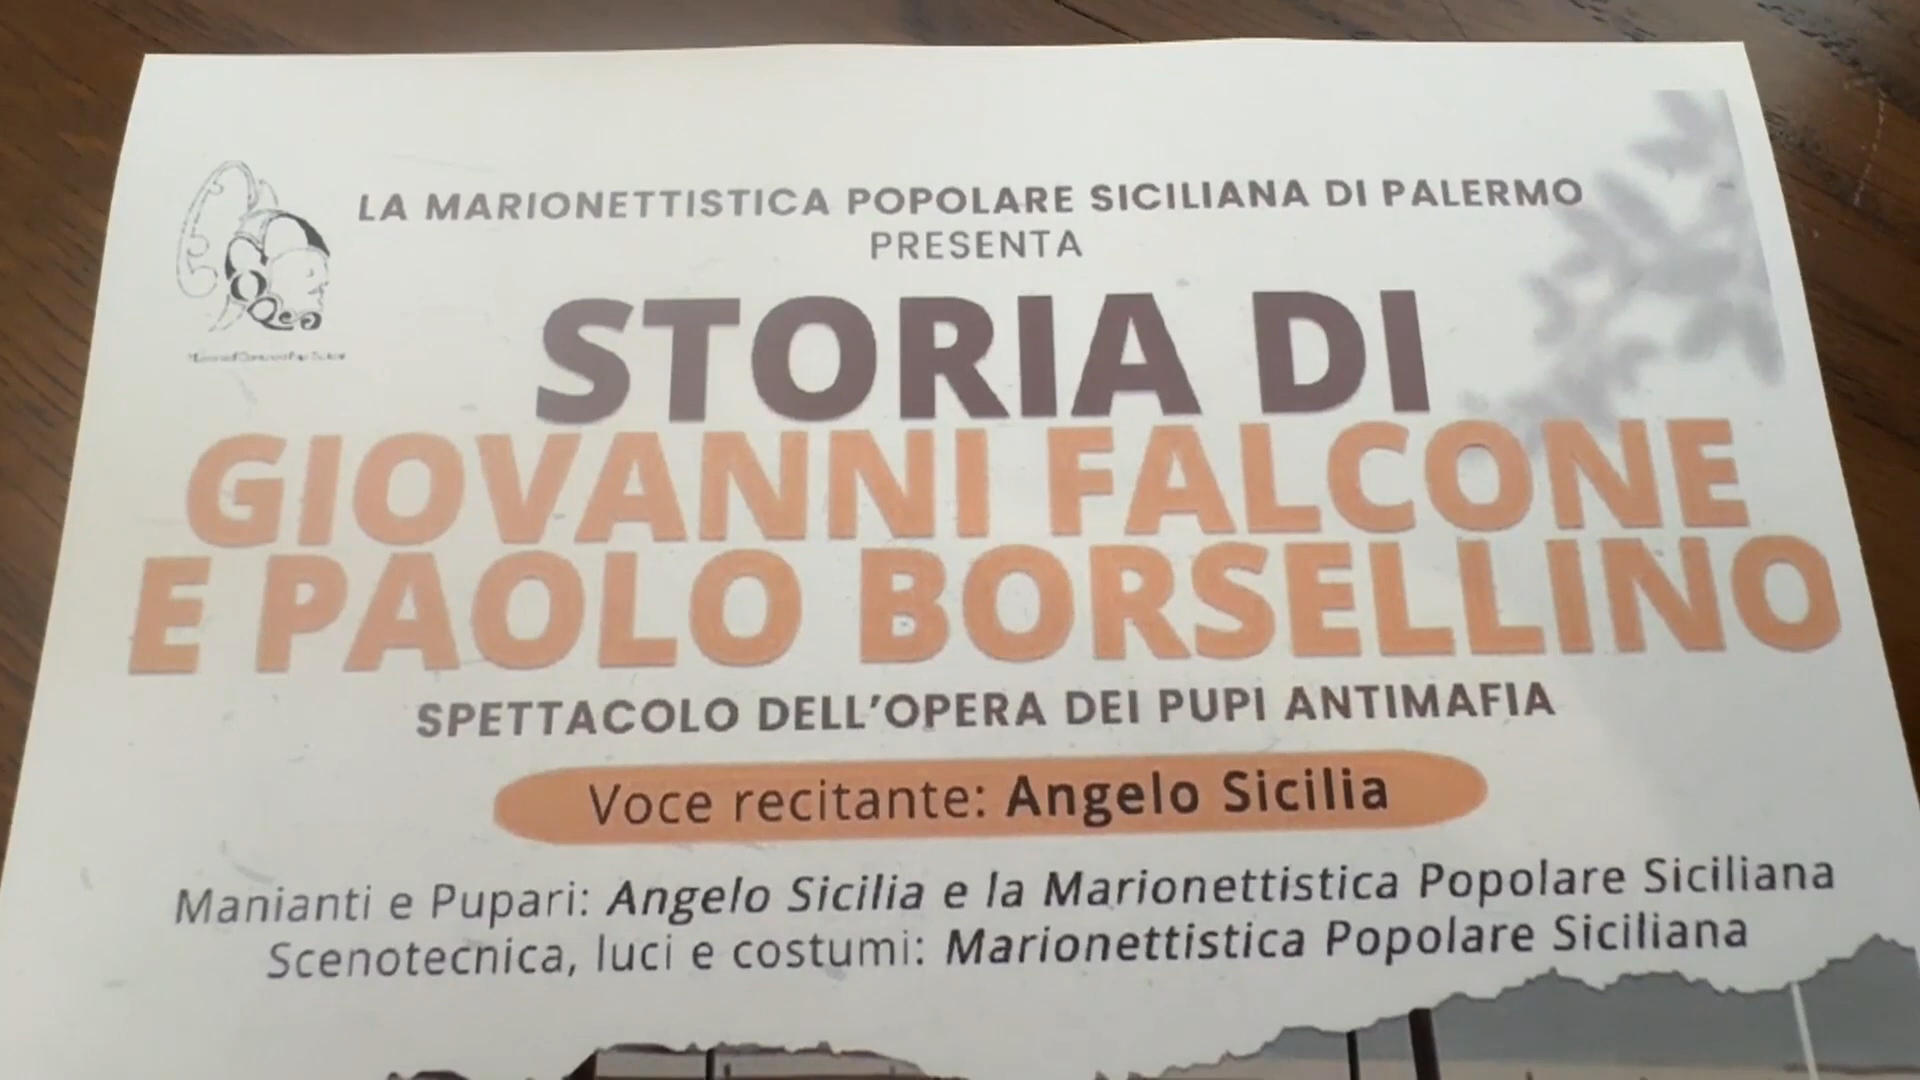 LA MARIONETTISTICA POPOLARE SICILIANA DI PALERMO
PRESENTA
STORIA DI
GIOVANNI FALCONE
E PAOLO BORSELLINO
SPETTACOLO DELL'OPERA DEI PUPI ANTIMAFIA
Voce recitante: Angelo Sicilia
Manianti e Pupari: Angelo Sicilia e la Marionettistica Popolare Siciliana
Scenotecnica, luci e costumi: Marionettistica Popolare Siciliana